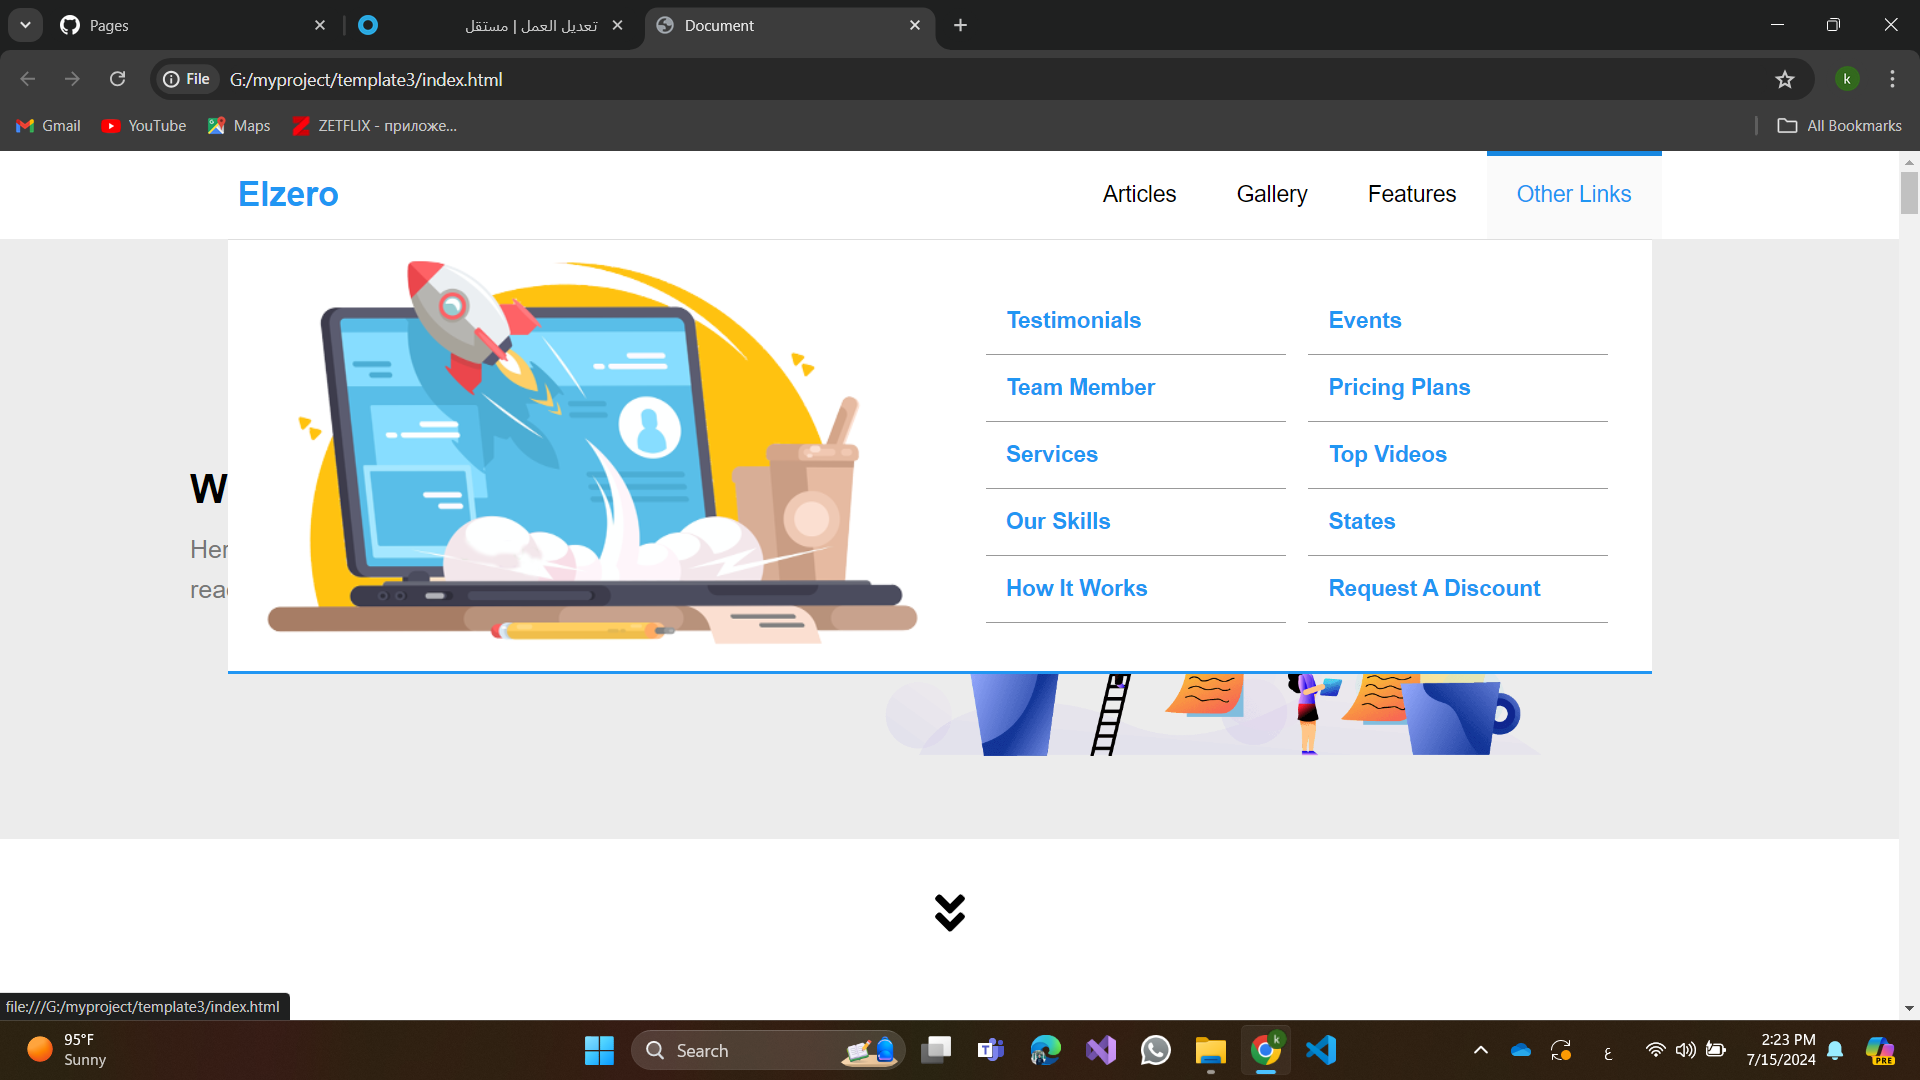 Pages
تعديل العمل | مستقل
Document
File
G:/myproject/template3/index.html
k
Gmail
YouTube
Maps
ZETFLIX - приложе...
All Bookmarks
Elzero
Articles
Gallery
Features
Other Links
Testimonials
Events
Team Member
Pricing Plans
Services
Top Videos
Our Skills
States
How It Works
Request A Discount
W
Her
rea
file:///G:/myproject/template3/index.html
95°F
Sunny
Search
k
ع
2:23 PM
7/15/2024
PRE